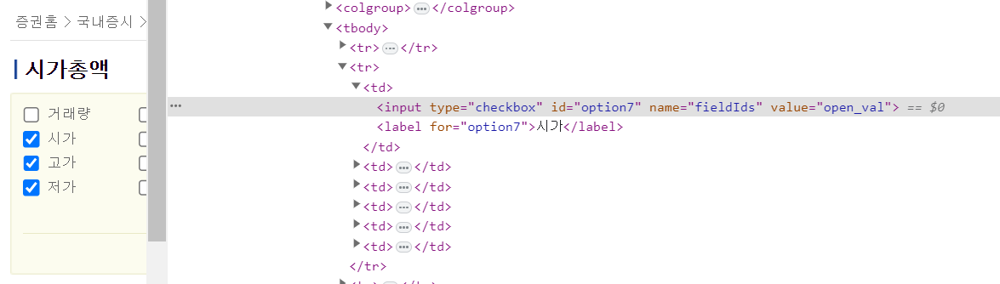 증권홈 > 국내증시 >
시가총액
거래량
시가
고가
저가
<colgroup>…</colgroup>
<tbody>
<tr>…</tr>
<tr>
<td>
<input type="checkbox" id="option7" name="fieldIds" value="open_val"> == $0
<label for="option7">시가</label>
</td>
<td>…</td>
<td>…</td>
<td>…</td>
<td>…</td>
<td>…</td>
</tr>
<tr>…</tr>